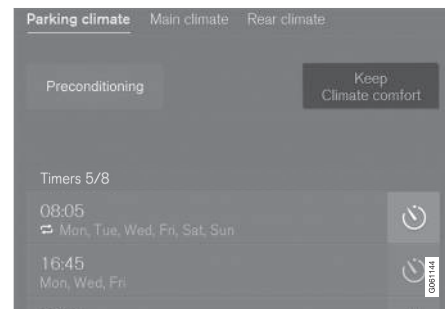 Parking climate Main climate Rear climate
Preconditioning
Keep
Climate comfort
Timers 5/8
08:05
Mon, Tue, Wed, Fri, Sat, Sun
16:45
Mon, Wed, Fri
G061144